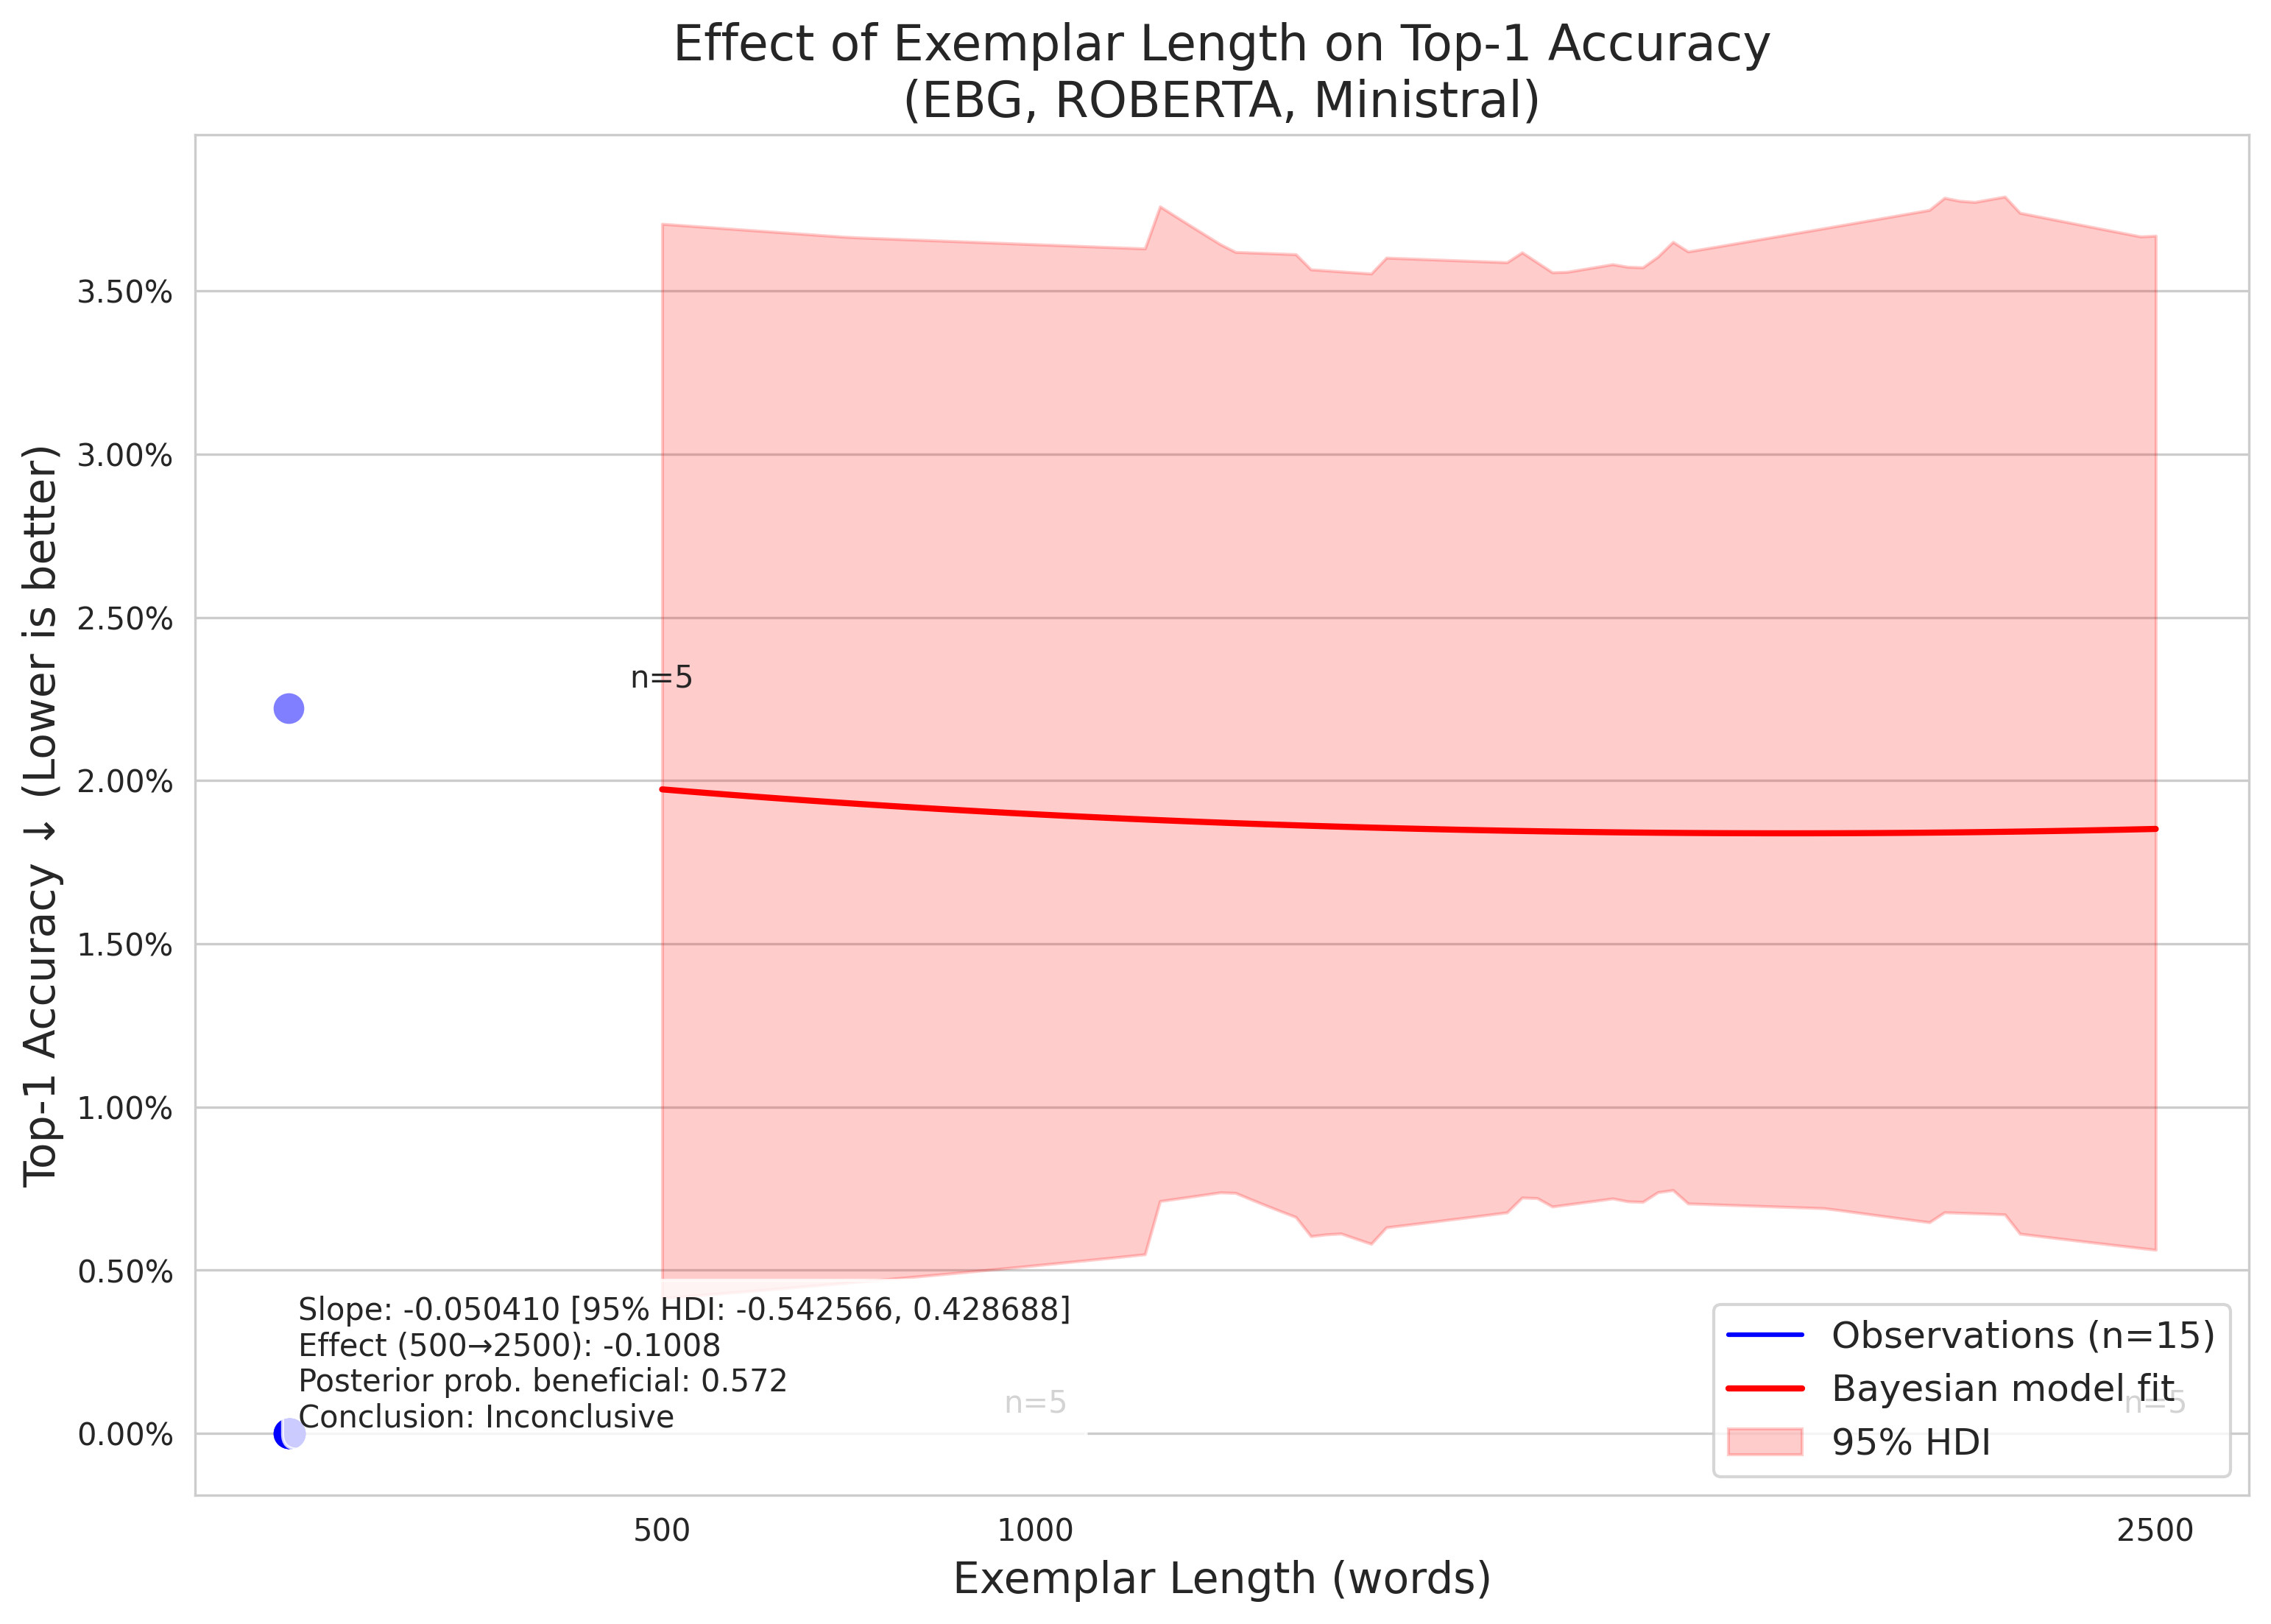 Effect of Exemplar Length on Top-1 Accuracy
(EBG, ROBERTA, Ministral)
Top-1 Accuracy ↓ (Lower is better)
3.50%
3.00%
2.50%
2.00%
1.50%
1.00%
0.50%
0.00%
n=5
n=5
n=5
Slope: -0.050410 [95% HDI: -0.542566, 0.428688]
Effect (500→2500): -0.1008
Posterior prob. beneficial: 0.572
Conclusion: Inconclusive
Observations (n=15)
Bayesian model fit
95% HDI
500
1000
2500
Exemplar Length (words)